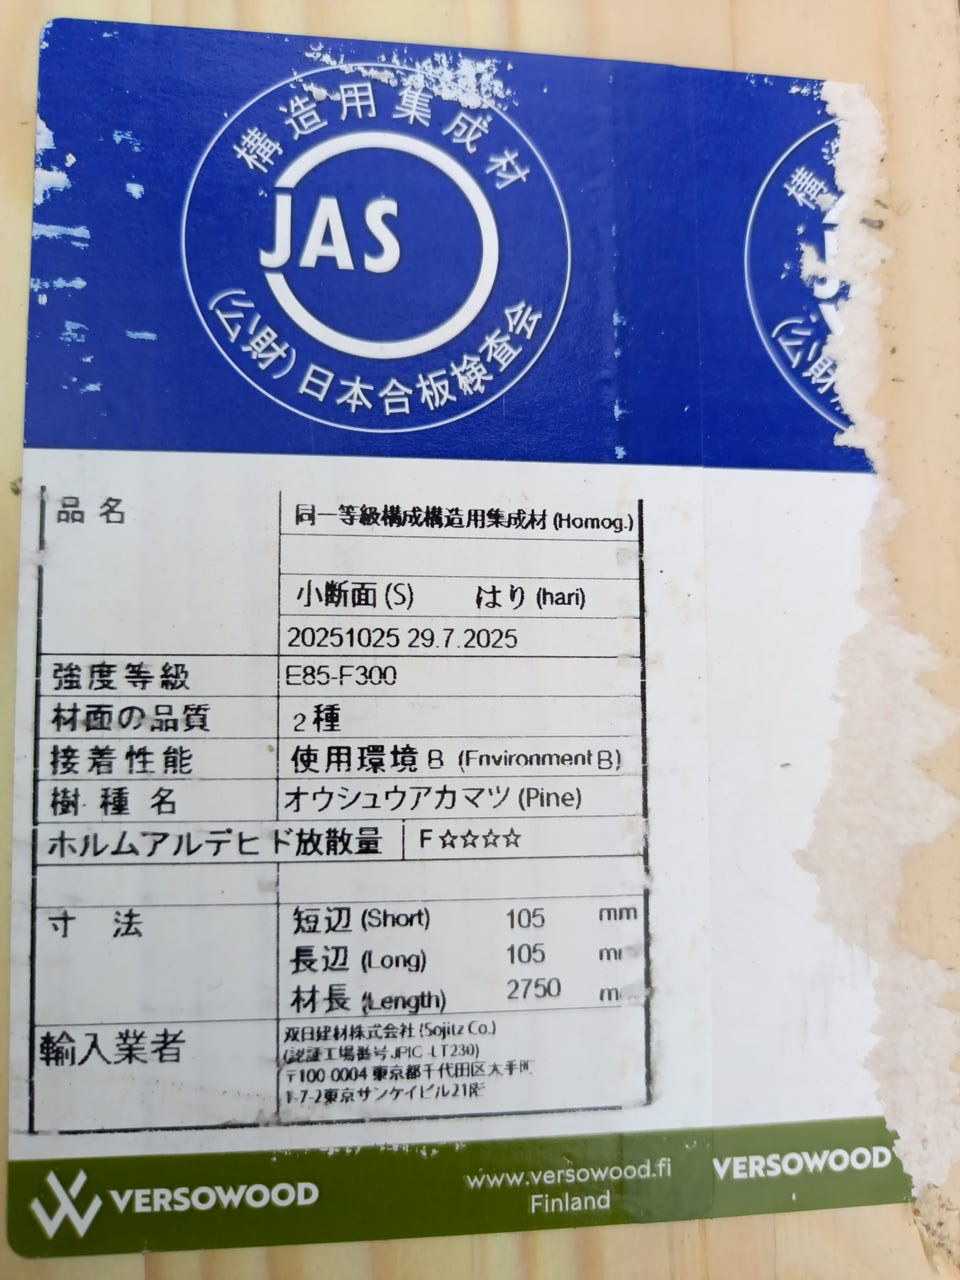 構造用集成材
JAS
(公財)日本合板検査会
構造
(公財)
品名 同一等級構成構造用集成材 (Homog.)
小断面 (S) はり (hari)
20251025 29.7.2025
強度等級 E85-F300
材面の品質 2種
接着性能 使用環境B (Environment B)
樹種名 オウシュウアカマツ (Pine)
ホルムアルデヒド放散量 F☆☆☆☆
寸法 短辺 (Short) 105 mm
長辺 (Long) 105 m
材長 (Length) 2750 m
輸入業者 双日建材株式会社 (Sojitz Co.)
(認証工場番号 JPIC-LT230)
〒100-0004 東京都千代田区大手町
1-7-2東京サンケイビル21階
VERSOWOOD
www.versowood.fi
Finland
VERSOWOOD